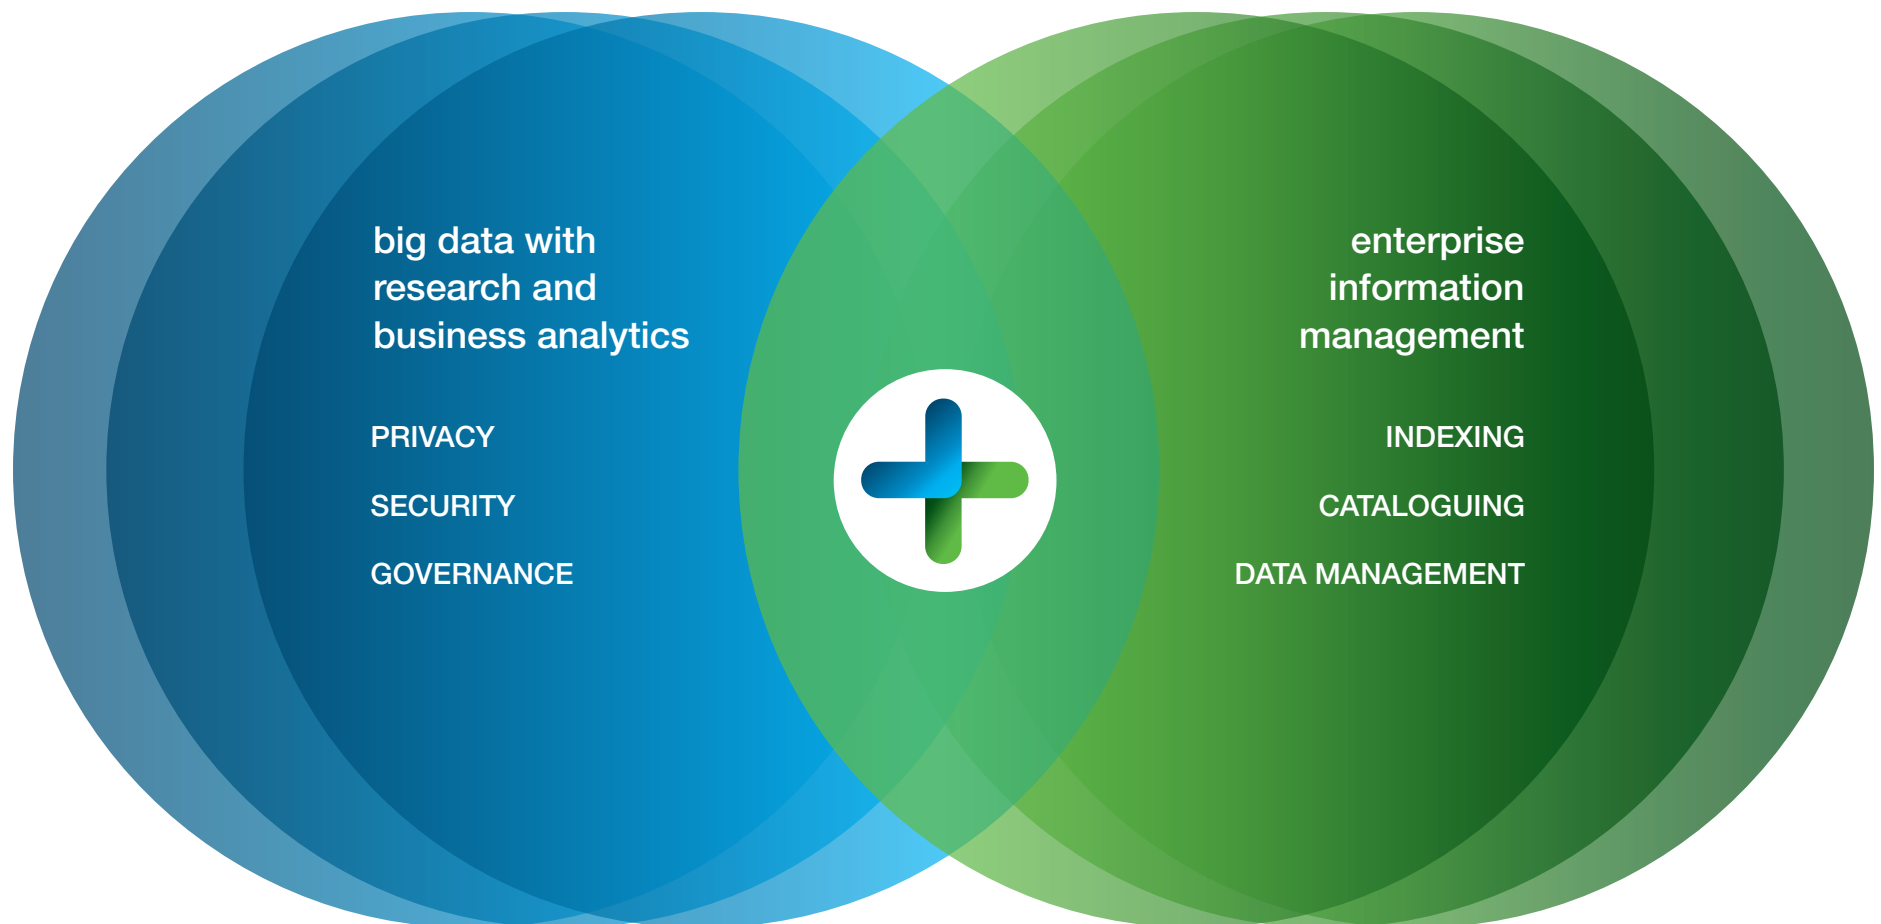 big data with
research and
business analytics
PRIVACY
SECURITY
GOVERNANCE
enterprise
information
management
INDEXING
CATALOGUING
DATA MANAGEMENT